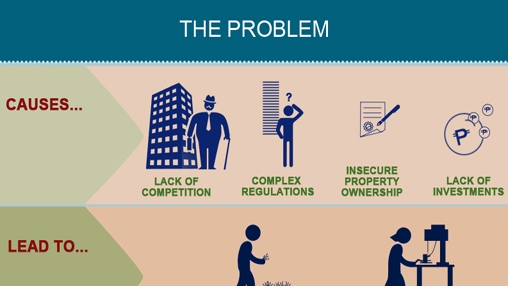 THE PROBLEM
CAUSES...
LACK OF
COMPETITION
COMPLEX
REGULATIONS
?
INSECURE
PROPERTY
OWNERSHIP
₱
₱
₱
₱
LACK OF
INVESTMENTS
LEAD TO...